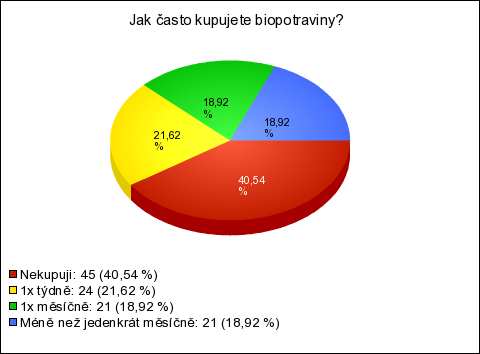 Jak často kupujete biopotraviny?
18,92
%
18,92
%
21,62
%
40,54
%
Nekupuji: 45 (40,54 %)
1x týdně: 24 (21,62 %)
1x měsíčně: 21 (18,92 %)
Méně než jedenkrát měsíčně: 21 (18,92 %)